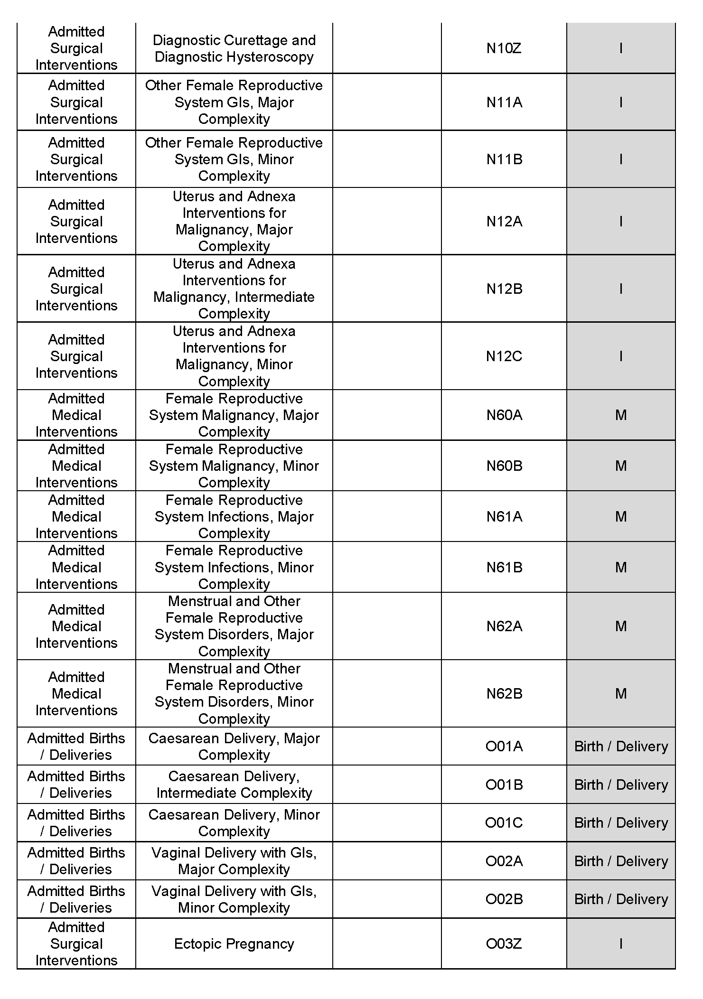 Admitted
Surgical
Interventions
Diagnostic Curettage and
Diagnostic Hysteroscopy
N10Z
I
Admitted
Surgical
Interventions
Other Female Reproductive
System GIs, Major
Complexity
N11A
I
Admitted
Surgical
Interventions
Other Female Reproductive
System GIs, Minor
Complexity
N11B
I
Admitted
Surgical
Interventions
Uterus and Adnexa
Interventions for
Malignancy, Major
Complexity
N12A
I
Admitted
Surgical
Interventions
Uterus and Adnexa
Interventions for
Malignancy, Intermediate
Complexity
N12B
I
Admitted
Surgical
Interventions
Uterus and Adnexa
Interventions for
Malignancy, Minor
Complexity
N12C
I
Admitted
Medical
Interventions
Female Reproductive
System Malignancy, Major
Complexity
N60A
M
Admitted
Medical
Interventions
Female Reproductive
System Malignancy, Minor
Complexity
N60B
M
Admitted
Medical
Interventions
Female Reproductive
System Infections, Major
Complexity
N61A
M
Admitted
Medical
Interventions
Female Reproductive
System Infections, Minor
Complexity
N61B
M
Admitted
Medical
Interventions
Menstrual and Other
Female Reproductive
System Disorders, Major
Complexity
N62A
M
Admitted
Medical
Interventions
Menstrual and Other
Female Reproductive
System Disorders, Minor
Complexity
N62B
M
Admitted Births
/ Deliveries
Caesarean Delivery, Major
Complexity
O01A
Birth / Delivery
Admitted Births
/ Deliveries
Caesarean Delivery,
Intermediate Complexity
O01B
Birth / Delivery
Admitted Births
/ Deliveries
Caesarean Delivery, Minor
Complexity
O01C
Birth / Delivery
Admitted Births
/ Deliveries
Vaginal Delivery with GIs,
Major Complexity
O02A
Birth / Delivery
Admitted Births
/ Deliveries
Vaginal Delivery with GIs,
Minor Complexity
O02B
Birth / Delivery
Admitted
Surgical
Interventions
Ectopic Pregnancy
O03Z
I